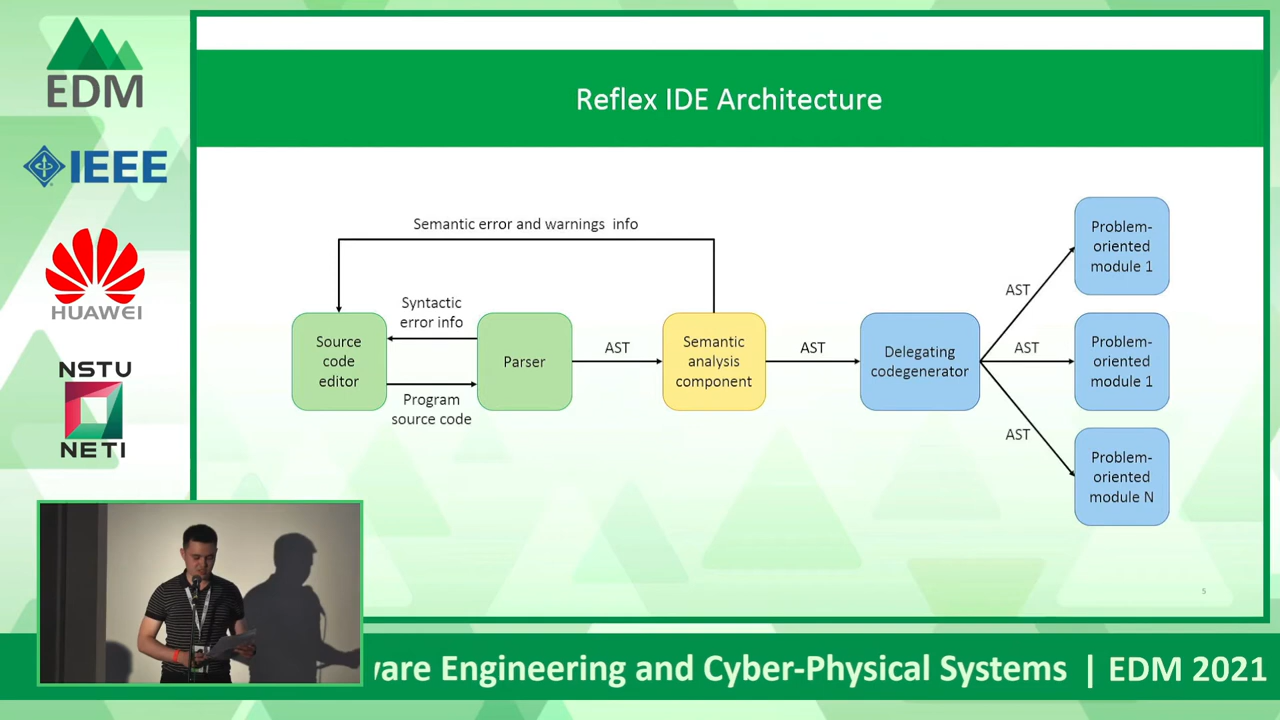 EDM
IEEE
HUAWEI
NSTU
NETI
Reflex IDE Architecture
Semantic error and warnings info
Syntactic
error info
Source
code
editor
Program
source code
Parser
AST
Semantic
analysis
component
AST
Delegating
codegenerator
AST
AST
AST
Problem-
oriented
module 1
Problem-
oriented
module 1
Problem-
oriented
module N
5
ware Engineering and Cyber-Physical Systems | EDM 2021